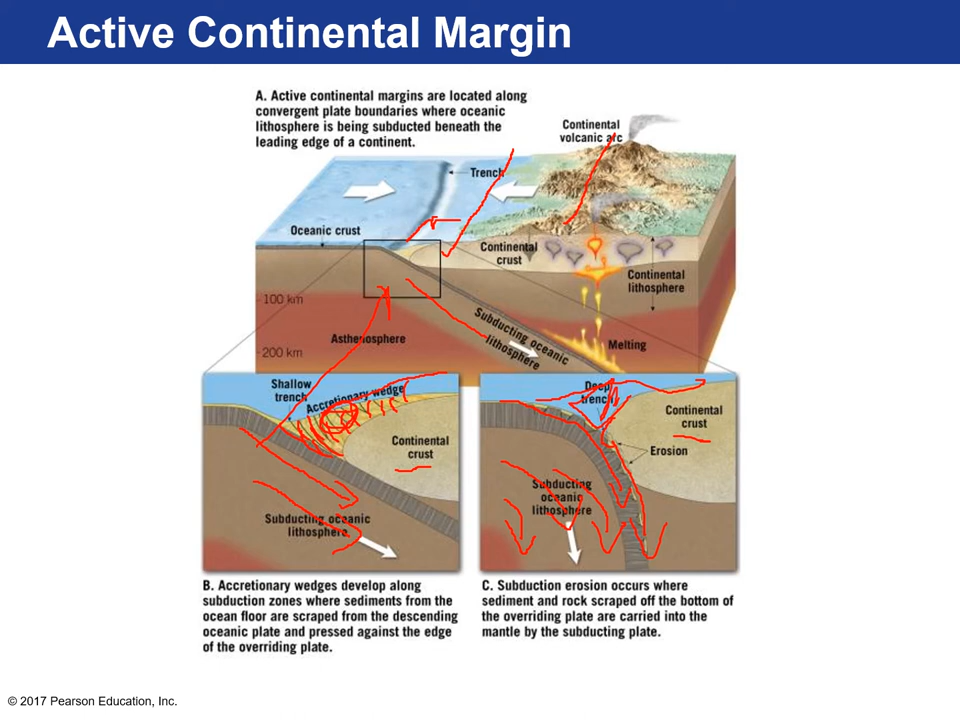 Active Continental Margin
A. Active continental margins are located along
convergent plate boundaries where oceanic
lithosphere is being subducted beneath the
leading edge of a continent.
Continental
volcanic arc
Trench
Oceanic crust
Continental
crust
Continental
lithosphere
100 km
Subducting oceanic
lithosphere
Asthenosphere
Melting
200 km
Shallow
trench
Accretionary wedge
Continental
crust
Subducting oceanic
lithosphere
Deep
trench
Continental
crust
Erosion
Subducting
oceanic
lithosphere
B. Accretionary wedges develop along
subduction zones where sediments from the
ocean floor are scraped from the descending
oceanic plate and pressed against the edge
of the overriding plate.
C. Subduction erosion occurs where
sediment and rock scraped off the bottom of
the overriding plate are carried into the
mantle by the subducting plate.
© 2017 Pearson Education, Inc.